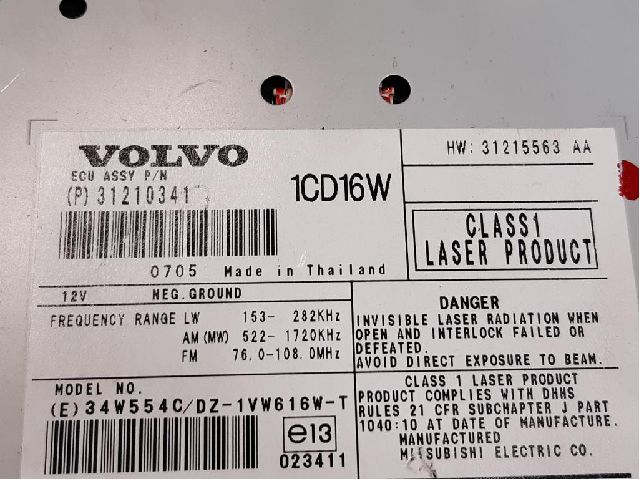 VOLVO
ECU ASSY P/N
(P) 31210341
1CD16W
HW: 31215563 AA
CLASS1
LASER PRODUCT
0705 Made in Thailand
12V NEG.GROUND
FREQUENCY RANGE LW 153- 282KHz
AM (MW) 522- 1720KHz
FM 76.0-108.0MHz
DANGER
INVISIBLE LASER RADIATION WHEN
OPEN AND INTERLOCK FAILED OR
DEFEATED.
AVOID DIRECT EXPOSURE TO BEAM.
MODEL NO.
(E) 34W554C/DZ-1VW616W-T
e13
023411
CLASS 1 LASER PRODUCT
PRODUCT COMPLIES WITH DHHS
RULES 21 CFR SUBCHAPTER J PART
1040:10 AT DATE OF MANUFACTURE.
MANUFACTURED
MITSUBISHI ELECTRIC CO.